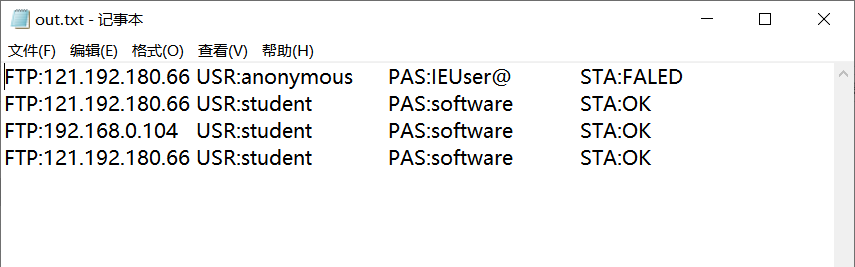 out.txt - 记事本
文件(F) 编辑(E) 格式(O) 查看(V) 帮助(H)
FTP:121.192.180.66 USR:anonymous PAS:IEUser@ STA:FALED
FTP:121.192.180.66 USR:student PAS:software STA:OK
FTP:192.168.0.104 USR:student PAS:software STA:OK
FTP:121.192.180.66 USR:student PAS:software STA:OK